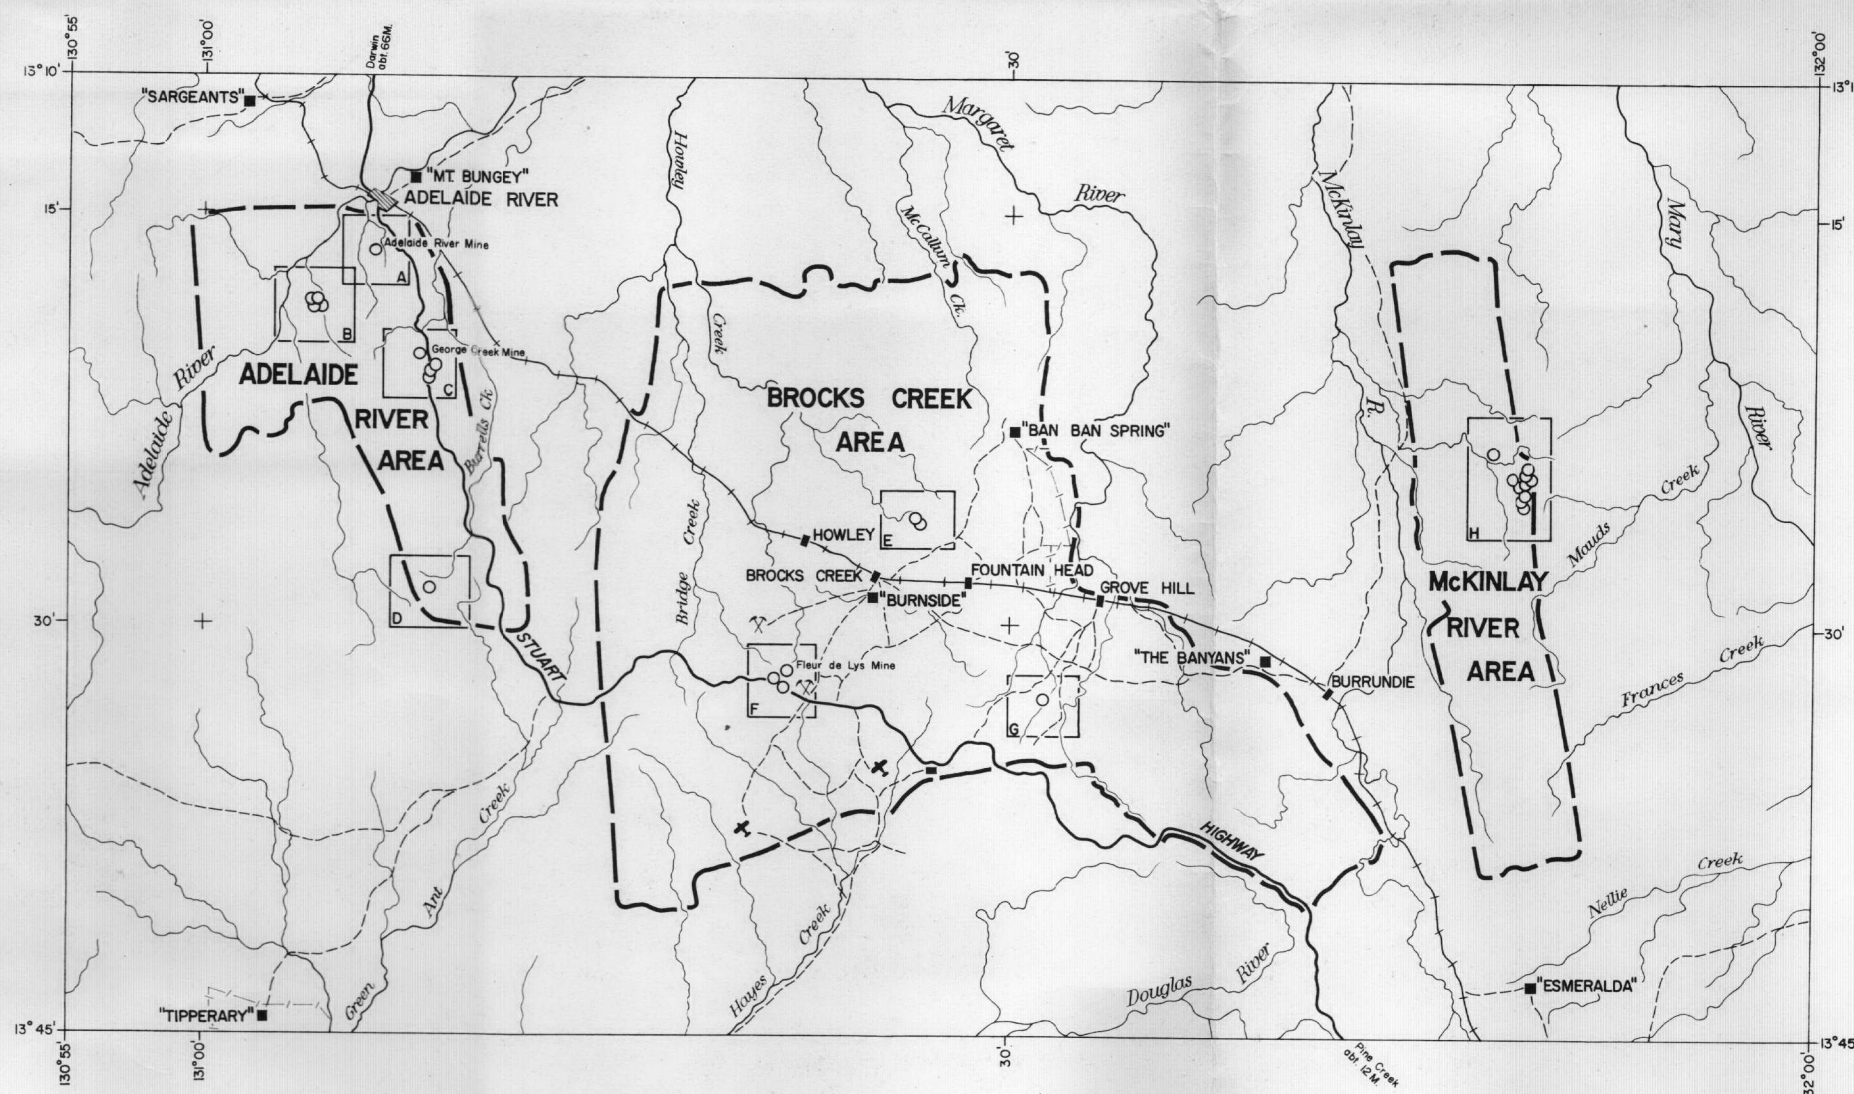 130°55'
131°00'
Darwin
abt. 66M.
30'
132°00'
13°10'
13°1
"SARGEANTS"
"MT. BUNGEY"
ADELAIDE RIVER
15'
15'
Adelaide River Mine
A
B
George Creek Mine
C
Howley
Creek
Margaret
River
McCallum
Ck.
McKinlay
R.
Mary
River
Adelaide
River
ADELAIDE
RIVER
AREA
Burrells Ck
BROCKS CREEK
AREA
"BAN BAN SPRING"
E
HOWLEY
BROCKS CREEK
"BURNSIDE"
FOUNTAIN HEAD
GROVE HILL
H
Mauds
Creek
McKINLAY
RIVER
AREA
D
30'
30'
Bridge
Creek
STUART
Fleur de Lys Mine
F
G
"THE BANYANS"
BURRUNDIE
Frances
Creek
HIGHWAY
Green
Ant
Creek
Hayes
Creek
Douglas
River
Nellie
Creek
"TIPPERARY"
"ESMERALDA"
13°45'
13°45
130°55'
131°00'
30'
Pine Creek
abt. 12M.
32°00'